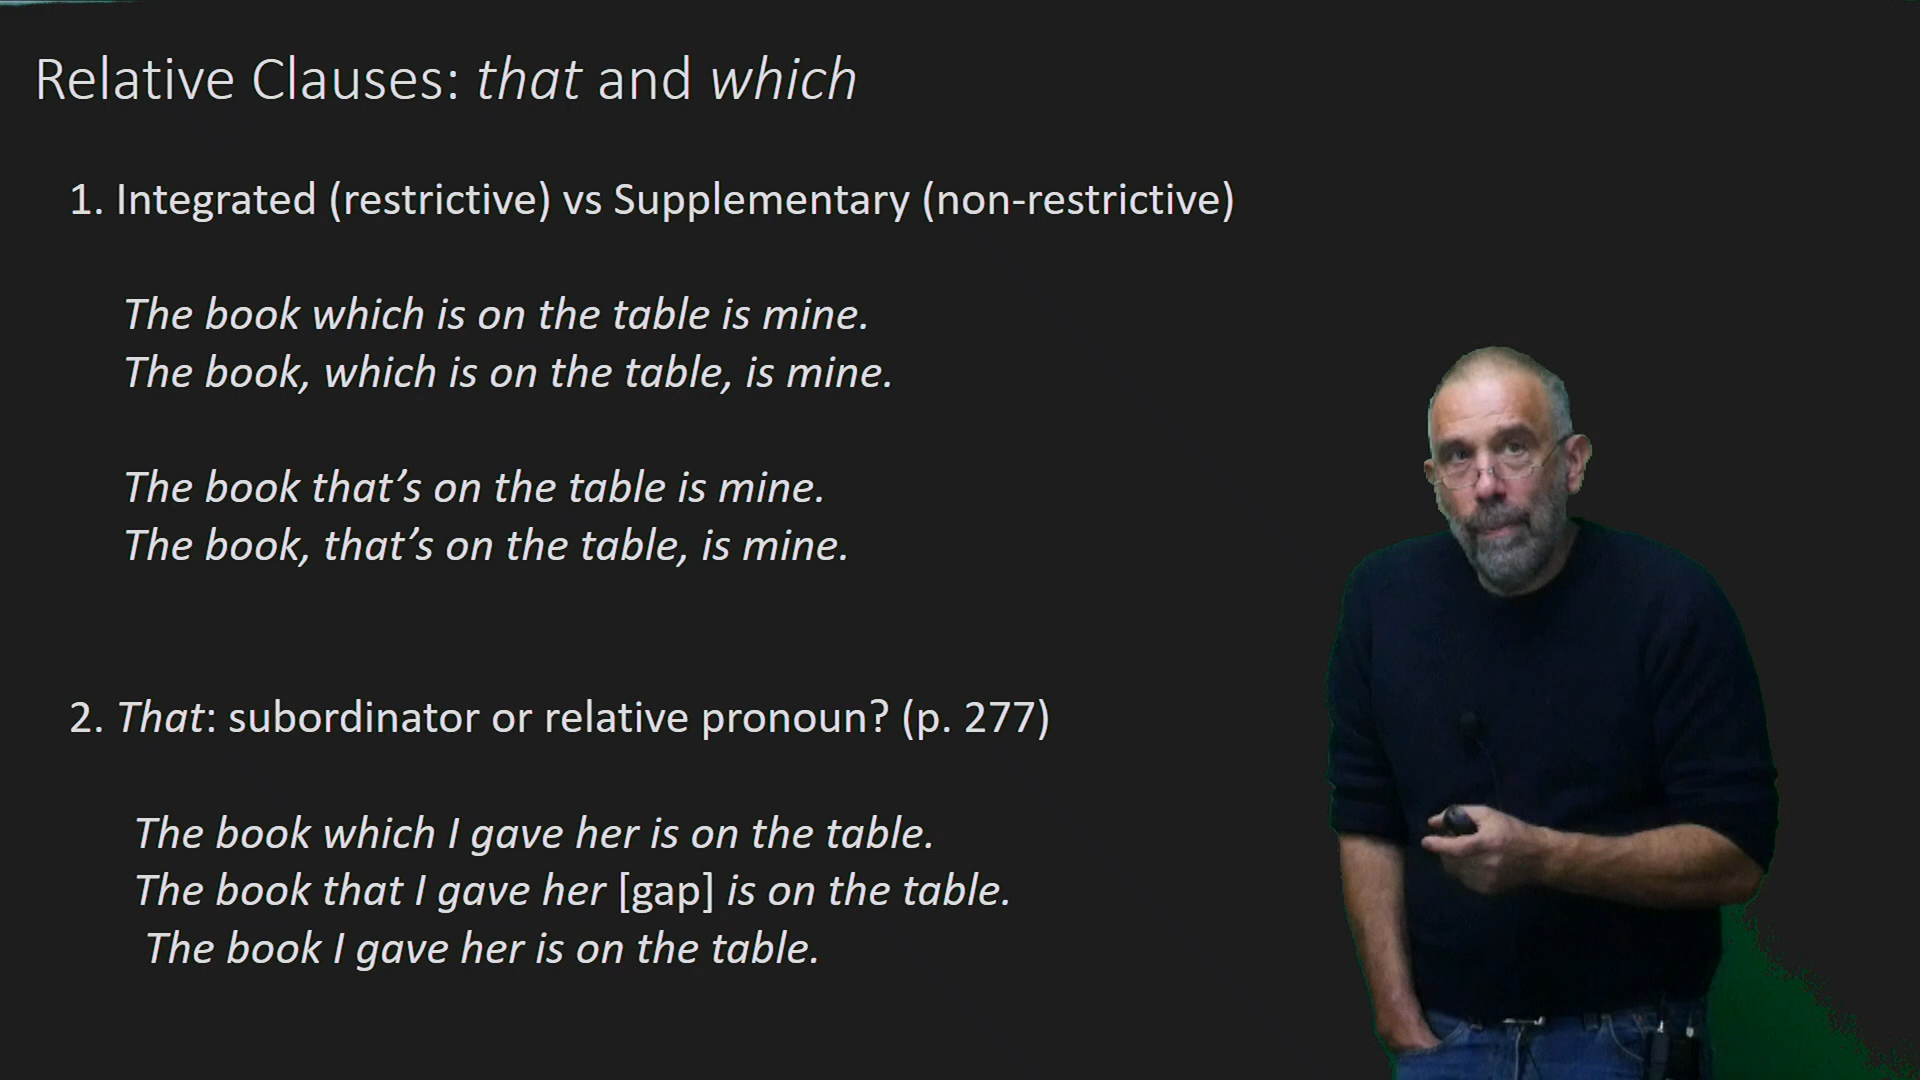 Relative Clauses: that and which
1. Integrated (restrictive) vs Supplementary (non-restrictive)
The book which is on the table is mine.
The book, which is on the table, is mine.
The book that’s on the table is mine.
The book, that’s on the table, is mine.
2. That: subordinator or relative pronoun? (p. 277)
The book which I gave her is on the table.
The book that I gave her [gap] is on the table.
The book I gave her is on the table.